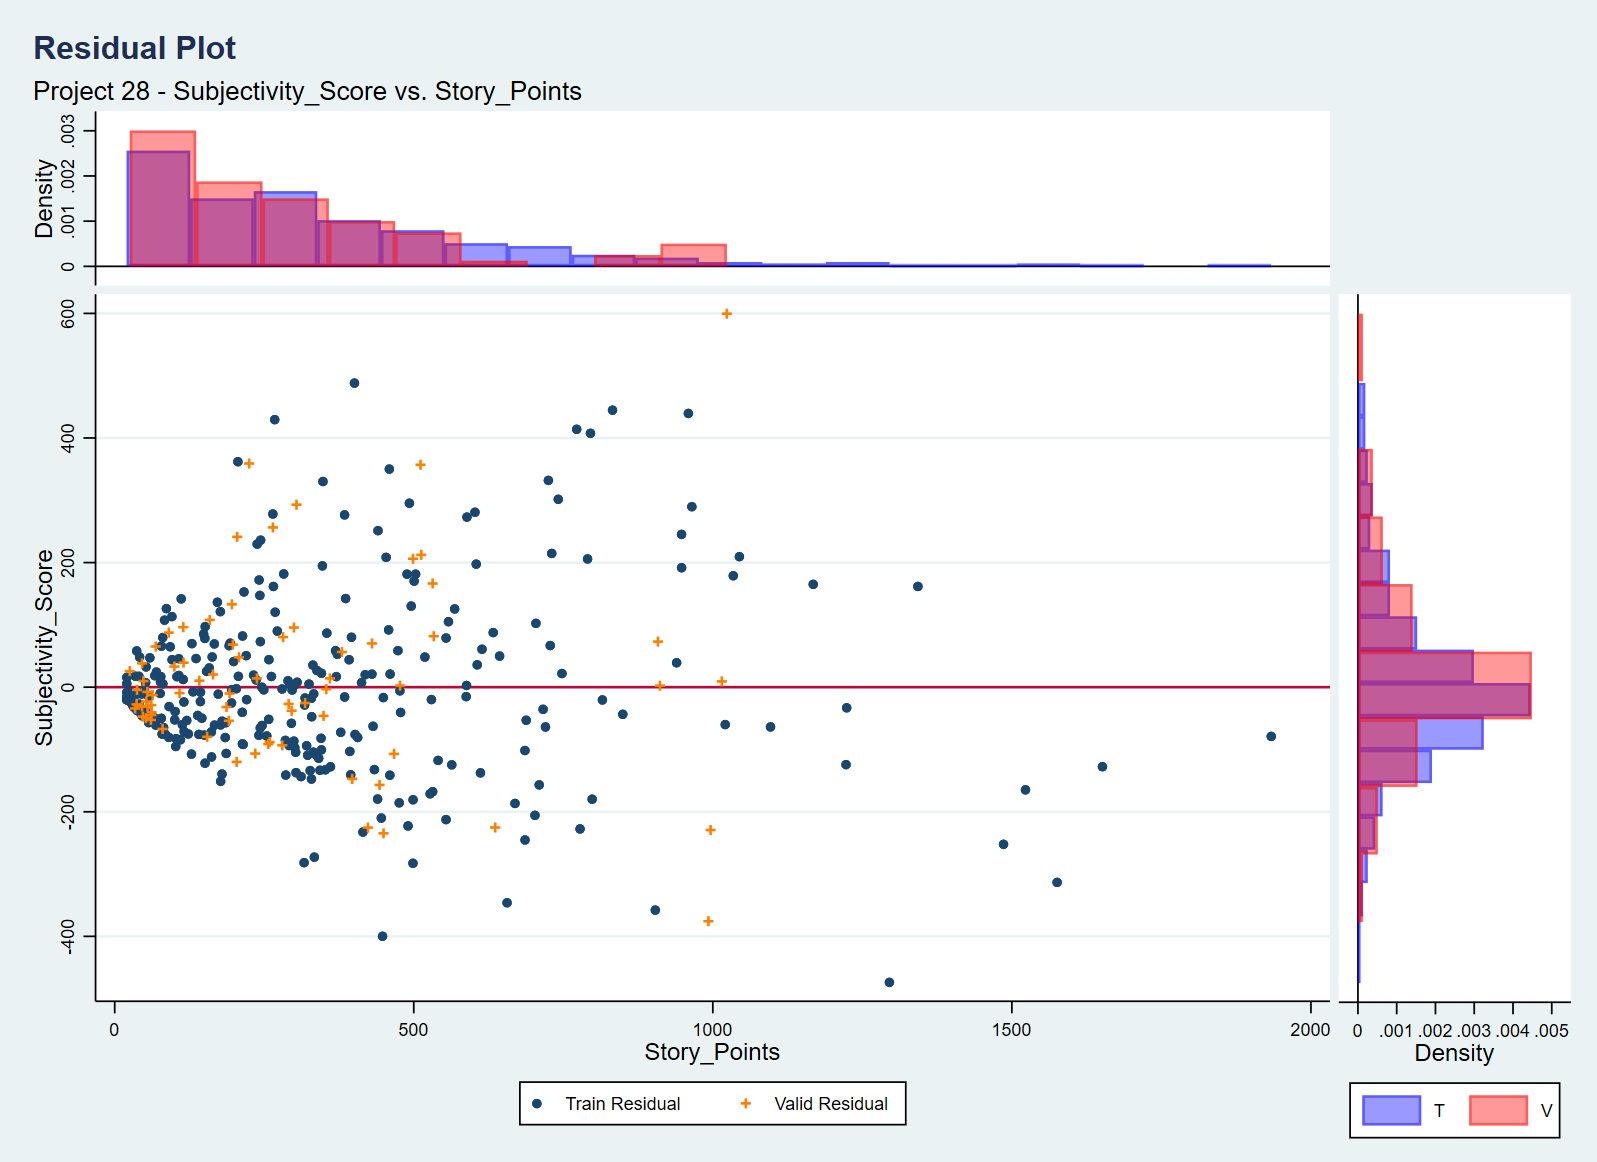 Residual Plot
Project 28 - Subjectivity_Score vs. Story_Points
Density
.003
.002
.001
0
Subjectivity_Score
600
400
200
0
-200
-400
0 500 1000 1500 2000
Story_Points
0 .001 .002 .003 .004 .005
Density
Train Residual Valid Residual
T V